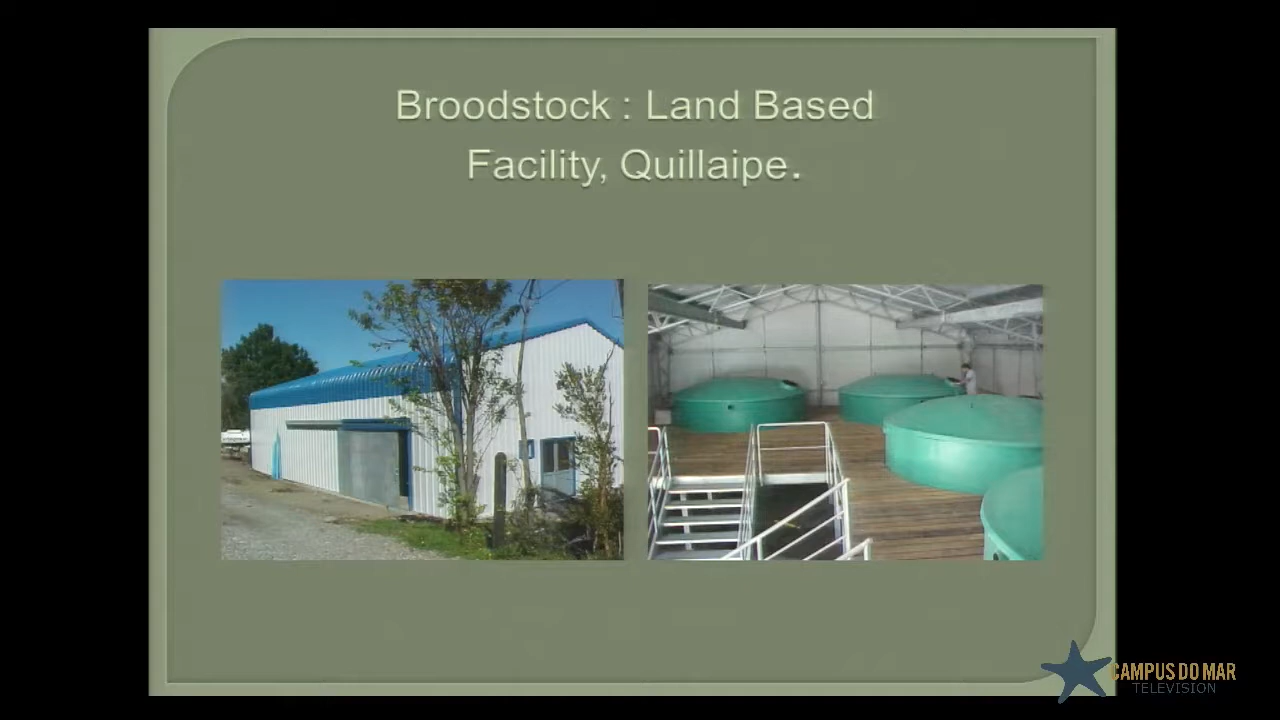 Broodstock : Land Based
Facility, Quillaipe.
CAMPUS DO MAR
TELEVISION